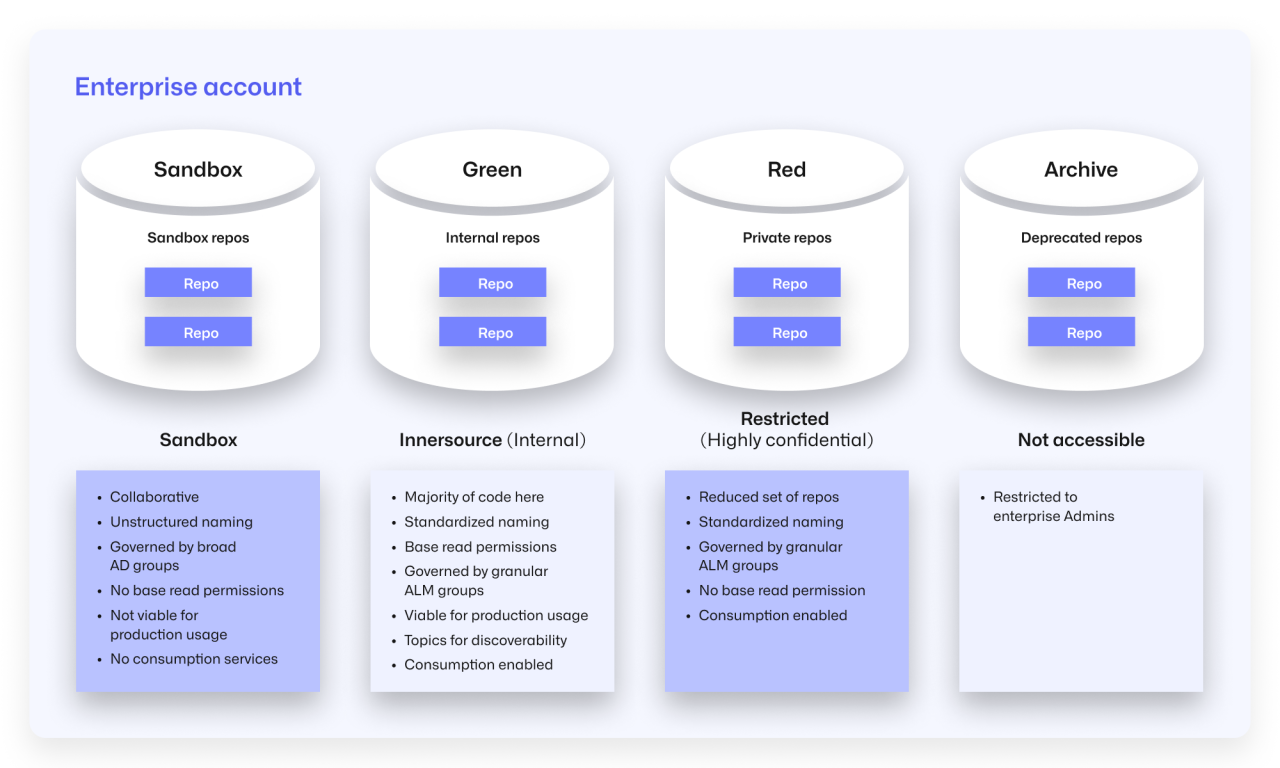 Enterprise account
Sandbox
Sandbox repos
Repo
Repo
Green
Internal repos
Repo
Repo
Red
Private repos
Repo
Repo
Archive
Deprecated repos
Repo
Repo
Sandbox
• Collaborative
• Unstructured naming
• Governed by broad
AD groups
• No base read permissions
• Not viable for
production usage
• No consumption services
Innersource (Internal)
• Majority of code here
• Standardized naming
• Base read permissions
• Governed by granular
ALM groups
• Viable for production usage
• Topics for discoverability
• Consumption enabled
Restricted
(Highly confidential)
• Reduced set of repos
• Standardized naming
• Governed by granular
ALM groups
• No base read permission
• Consumption enabled
Not accessible
• Restricted to
enterprise Admins